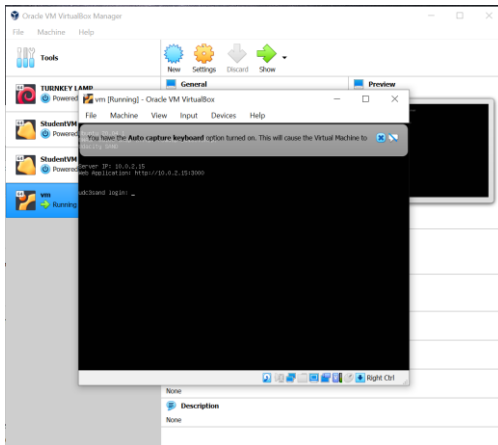 Oracle VM VirtualBox Manager
File Machine Help
Tools
New Settings Discard Show
General
Preview
TURNKEY LAMP
Powered
StudentVM
Powered
StudentVM
Powered
vm
Running
vm [Running] - Oracle VM VirtualBox
File Machine View Input Devices Help
You have the Auto capture keyboard option turned on. This will cause the Virtual Machine to
Server IP: 10.0.2.15
Web Application: http://10.0.2.15:3000
login: _
Right Ctrl
None
Description
None